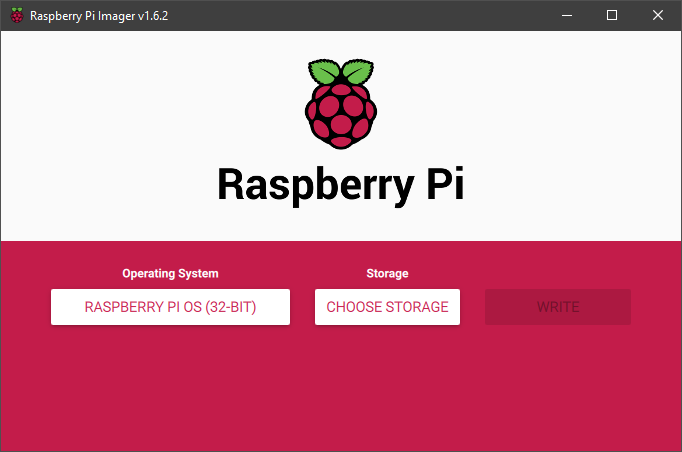 Raspberry Pi Imager v1.6.2
Raspberry Pi
Operating System
Storage
RASPBERRY PI OS (32-BIT)
CHOOSE STORAGE
WRITE